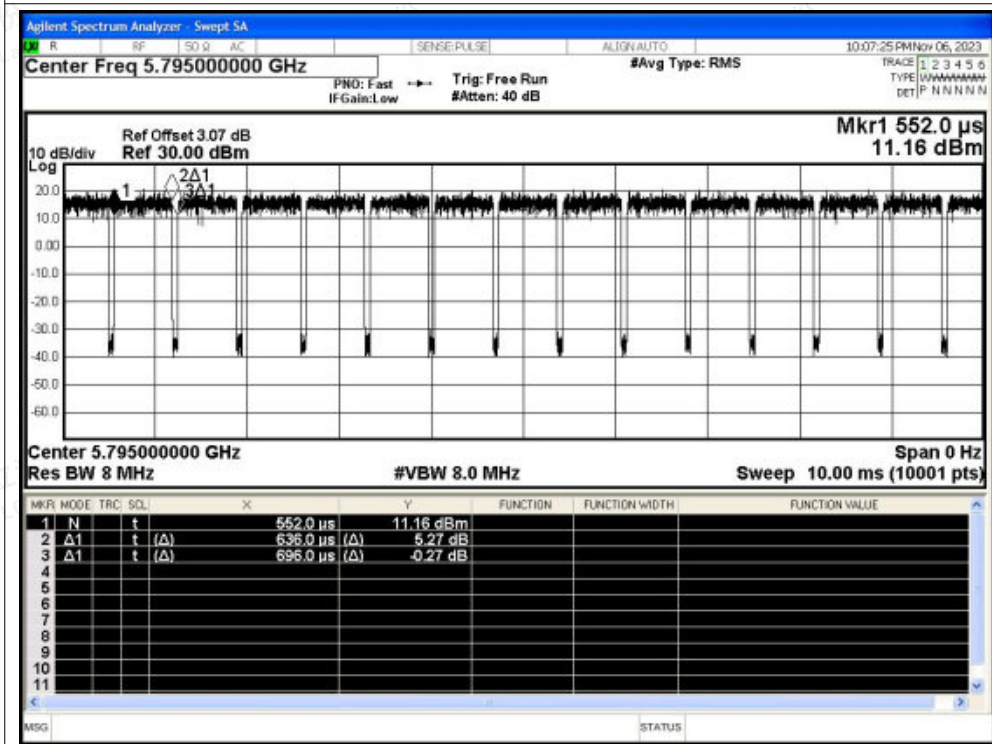 Agilent Spectrum Analyzer - Swept SA
LXI R RF 50 Ω AC SENSE:PULSE ALIGN AUTO 10:07:25 PM Nov 06, 2023
Center Freq 5.795000000 GHz #Avg Type: RMS TRACE 1 2 3 4 5 6
PNO: Fast Trig: Free Run TYPE WWWWWW
IFGain:Low #Atten: 40 dB DET P N N N N N
Mkr1 552.0 µs
Ref Offset 3.07 dB
10 dB/div Ref 30.00 dBm 11.16 dBm
Log
20.0
10.0
0.00
-10.0
-20.0
-30.0
-40.0
-50.0
-60.0
1 2Δ1
3Δ1
Center 5.795000000 GHz Span 0 Hz
Res BW 8 MHz #VBW 8.0 MHz Sweep 10.00 ms (10001 pts)
MKR MODE TRC SCL X Y FUNCTION FUNCTION WIDTH FUNCTION VALUE
1 N t 552.0 µs 11.16 dBm
2 Δ1 t (Δ) 636.0 µs (Δ) 5.27 dB
3 Δ1 t (Δ) 696.0 µs (Δ) -0.27 dB
4
5
6
7
8
9
10
11
MSG STATUS